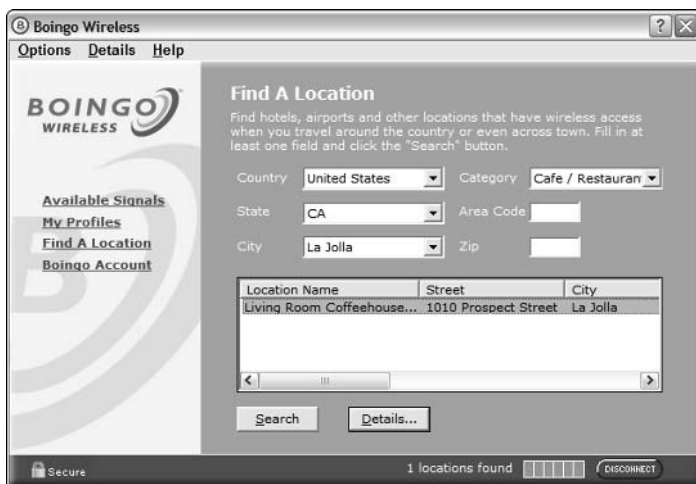 Boingo Wireless
Options Details Help
BOINGO
WIRELESS
Available Signals
My Profiles
Find A Location
Boingo Account
Find A Location
Find hotels, airports and other locations that have wireless access
when you travel around the country or even across town. Fill in at
least one field and click the "Search" button.
Country United States Category Cafe / Restauran
State CA Area Code
City La Jolla Zip
Location Name Street City
Living Room Coffeehouse... 1010 Prospect Street La Jolla
Search Details...
Secure 1 locations found DISCONNECT